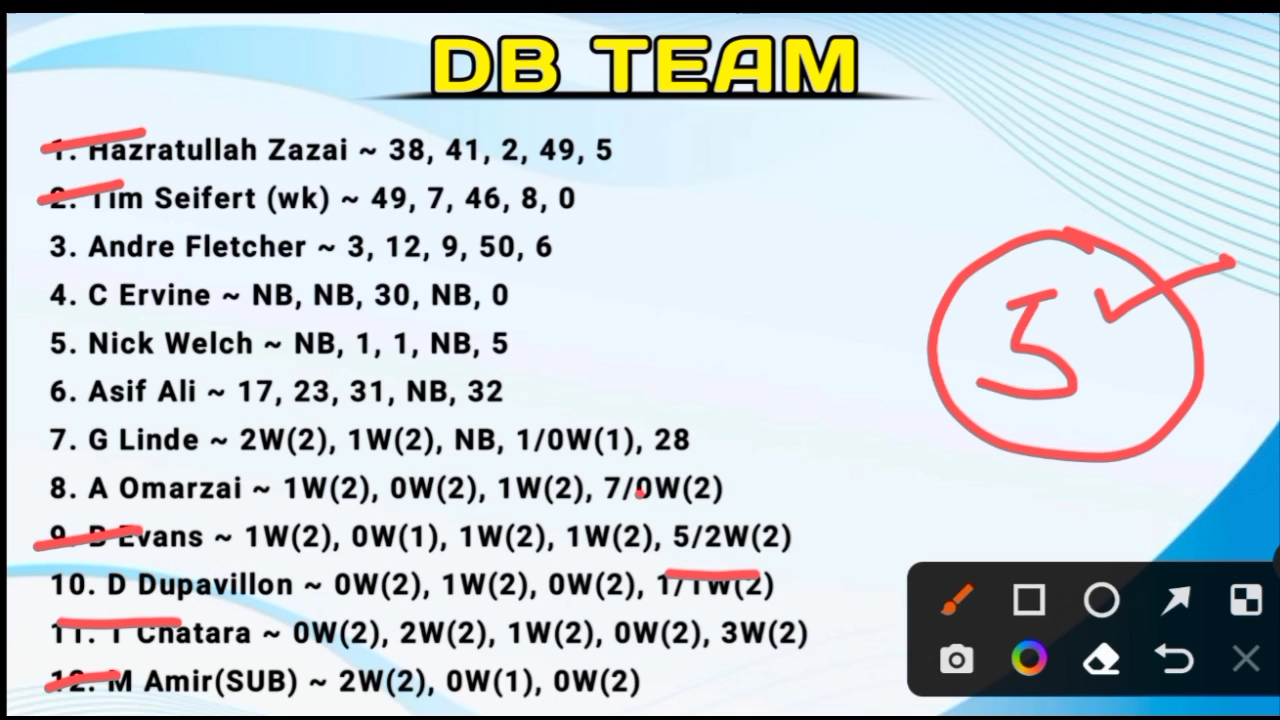 DB TEAM
1. Hazratullah Zazai ~ 38, 41, 2, 49, 5
2. Tim Seifert (wk) ~ 49, 7, 46, 8, 0
3. Andre Fletcher ~ 3, 12, 9, 50, 6
4. C Ervine ~ NB, NB, 30, NB, 0
5. Nick Welch ~ NB, 1, 1, NB, 5
6. Asif Ali ~ 17, 23, 31, NB, 32
7. G Linde ~ 2W(2), 1W(2), NB, 1/0W(1), 28
8. A Omarzai ~ 1W(2), 0W(2), 1W(2), 7/0W(2)
9. B Evans ~ 1W(2), 0W(1), 1W(2), 1W(2), 5/2W(2)
10. D Dupavillon ~ 0W(2), 1W(2), 0W(2), 1/1W(2)
11. T Chatara ~ 0W(2), 2W(2), 1W(2), 0W(2), 3W(2)
12. M Amir(SUB) ~ 2W(2), 0W(1), 0W(2)
5